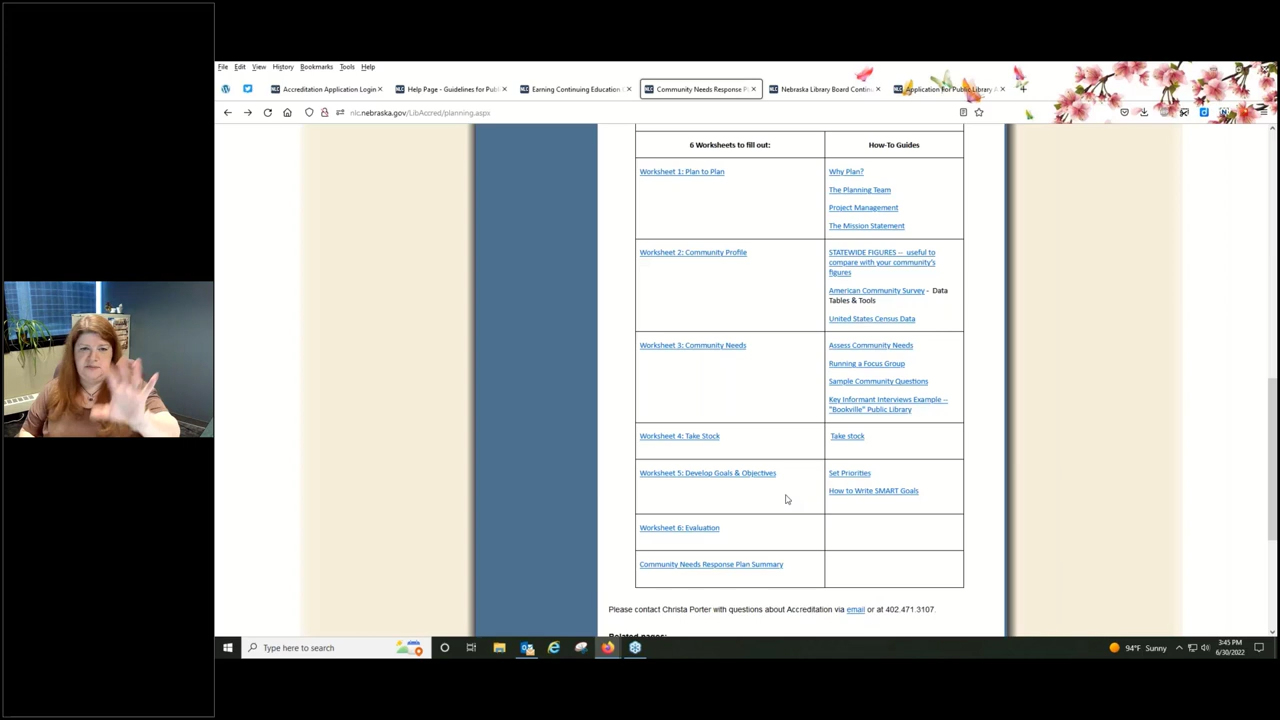 File Edit View History Bookmarks Tools Help
Accreditation Application Login
Help Page - Guidelines for Publ
Earning Continuing Education
Community Needs Response P
Nebraska Library Board Contin
Application For Public Library A
nlc.nebraska.gov/LibAccred/planning.aspx
6 Worksheets to fill out:
How-To Guides
Worksheet 1: Plan to Plan
Why Plan?
The Planning Team
Project Management
The Mission Statement
Worksheet 2: Community Profile
STATEWIDE FIGURES -- useful to
compare with your community's
figures
American Community Survey - Data
Tables & Tools
United States Census Data
Worksheet 3: Community Needs
Assess Community Needs
Running a Focus Group
Sample Community Questions
Key Informant Interviews Example --
"Bookville" Public Library
Worksheet 4: Take Stock
Take stock
Worksheet 5: Develop Goals & Objectives
Set Priorities
How to Write SMART Goals
Worksheet 6: Evaluation
Community Needs Response Plan Summary
Please contact Christa Porter with questions about Accreditation via email or at 402.471.3107.
Related pages:
Type here to search
94°F Sunny
3:45 PM
6/30/2022